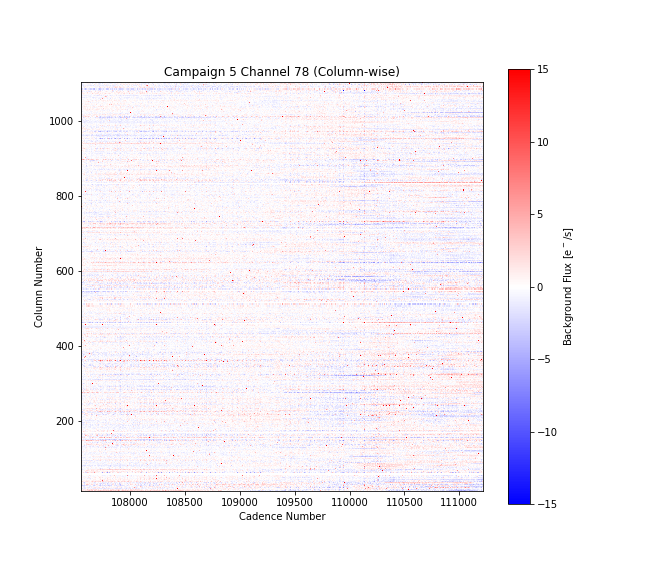 Campaign 5 Channel 78 (Column-wise)
1000
800
600
400
200
Column Number
108000 108500 109000 109500 110000 110500 111000
Cadence Number
15
10
5
0
−5
−10
−15
Background Flux [e⁻/s]